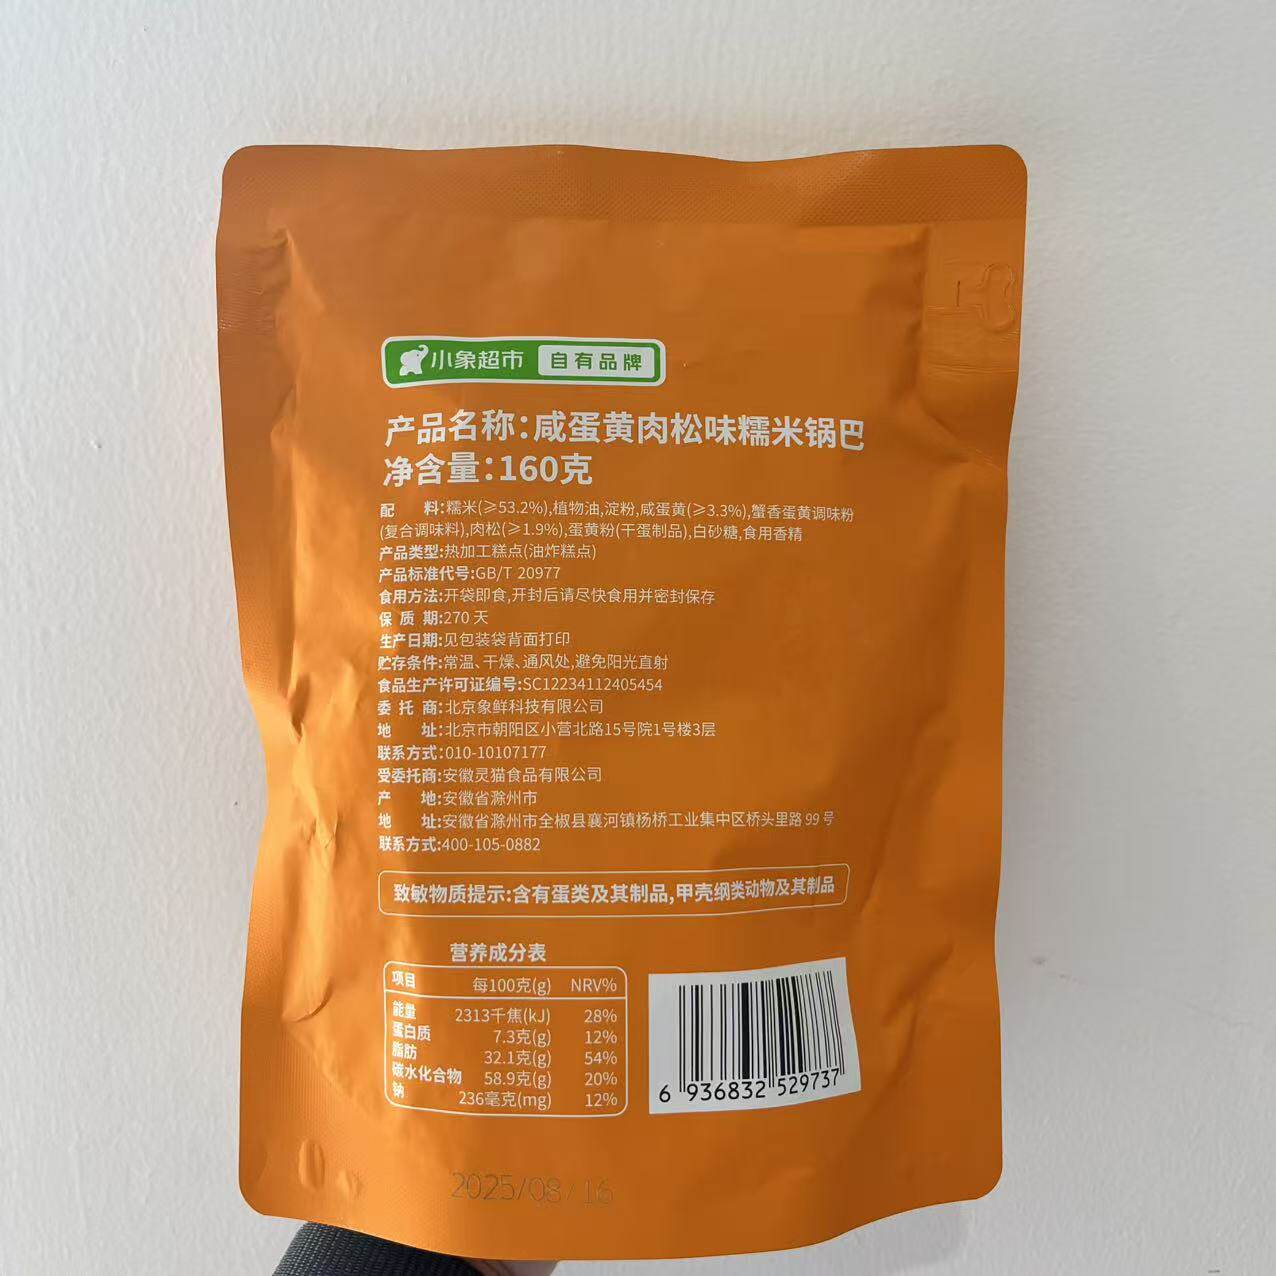 小象超市 自有品牌
产品名称:咸蛋黄肉松味糯米锅巴
净含量:160克
配 料:糯米(≥53.2%),植物油,淀粉,咸蛋黄(≥3.3%),蟹香蛋黄调味粉
(复合调味料),肉松(≥1.9%),蛋黄粉(干蛋制品),白砂糖,食用香精
产品类型:热加工糕点(油炸糕点)
产品标准代号:GB/T 20977
食用方法:开袋即食,开封后请尽快食用并密封保存
保 质 期:270 天
生产日期:见包装袋背面打印
贮存条件:常温、干燥、通风处,避免阳光直射
食品生产许可证编号:SC12234112405454
委 托 商:北京象鲜科技有限公司
地 址:北京市朝阳区小营北路15号院1号楼3层
联系方式:010-10107177
受委托商:安徽灵猫食品有限公司
产 地:安徽省滁州市
地 址:安徽省滁州市全椒县襄河镇杨桥工业集中区桥头里路 99 号
联系方式:400-105-0882
致敏物质提示:含有蛋类及其制品,甲壳纲类动物及其制品
营养成分表
项目 每100克(g) NRV%
能量 2313千焦(kJ) 28%
蛋白质 7.3克(g) 12%
脂肪 32.1克(g) 54%
碳水化合物 58.9克(g) 20%
钠 236毫克(mg) 12%
6 936832 529737
2025/08/16